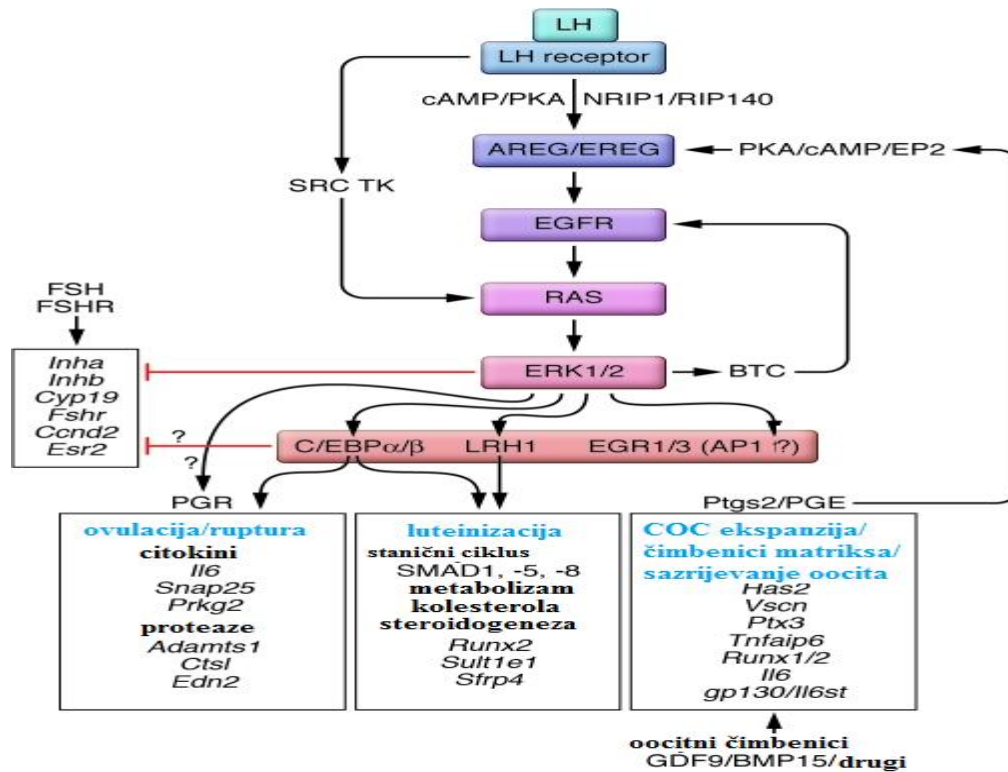 LH
LH receptor
cAMP/PKA NRIP1/RIP140
AREG/EREG
PKA/cAMP/EP2
SRC TK
EGFR
FSH
FSHR
RAS
Inha
Inhb
Cyp19
Fshr
Ccnd2
Esr2
ERK1/2
BTC
?
?
C/EBPα/β LRH1 EGR1/3 (AP1 ?)
PGR
Ptgs2/PGE
ovulacija/ruptura
citokini
Il6
Snap25
Prkg2
proteaze
Adamts1
Ctsl
Edn2
luteinizacija
stanični ciklus
SMAD1, -5, -8
metabolizam
kolesterola
steroidogeneza
Runx2
Sult1e1
Sfrp4
COC ekspanzija/
čimbenici matriksa/
sazrijevanje oocita
Has2
Vscn
Ptx3
Tnfaip6
Runx1/2
Il6
gp130/Il6st
oocitni čimbenici
GDF9/BMP15/drugi